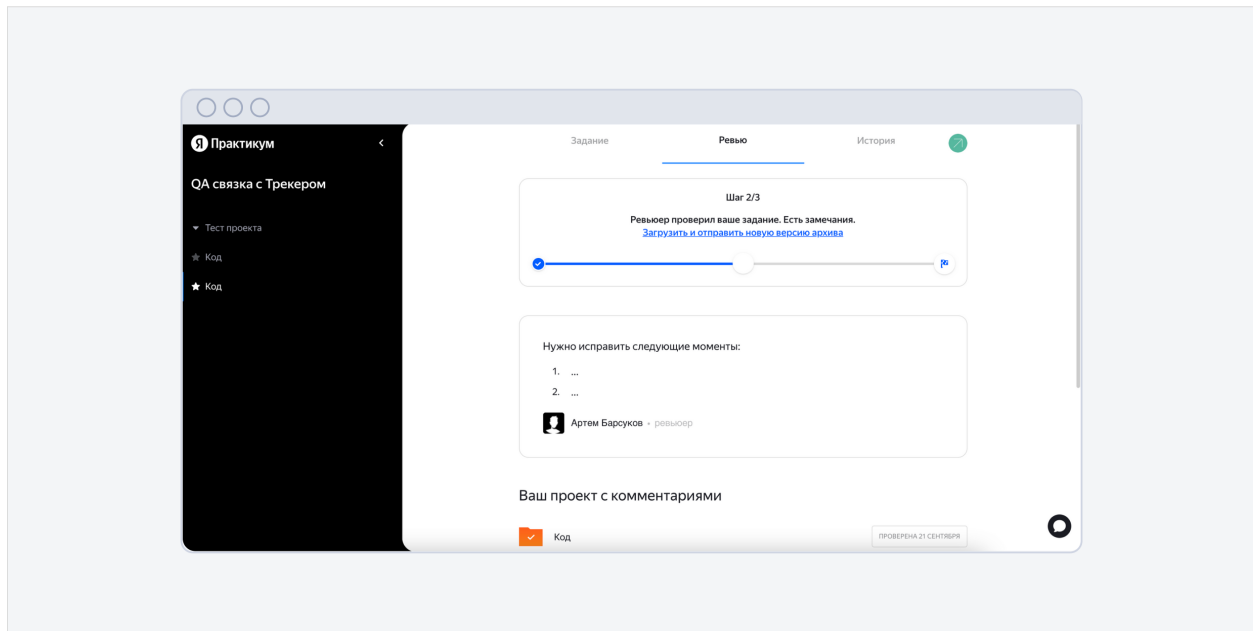 Я Практикум
QA связка с Трекером
Тест проекта
Код
Код
Задание
Ревью
История
Шаг 2/3
Ревьюер проверил ваше задание. Есть замечания.
Загрузить и отправить новую версию архива
Нужно исправить следующие моменты:
1. ...
2. ...
Артем Барсуков • ревьюер
Ваш проект с комментариями
Код
ПРОВЕРЕНА 21 СЕНТЯБРЯ